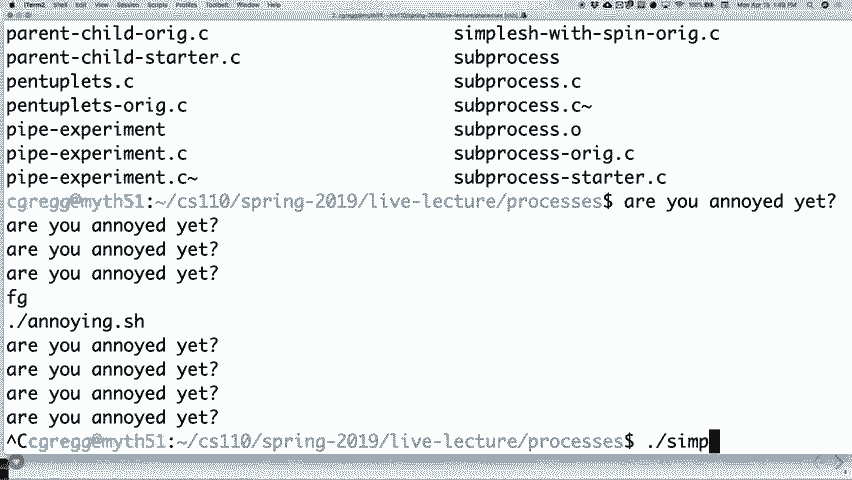 iTerm2 Shell Edit View Session Scripts Profiles Toolbelt Window Help
parent-child-orig.c simplesh-with-spin-orig.c
parent-child-starter.c subprocess
pentuplets.c subprocess.c
pentuplets-orig.c subprocess.c~
pipe-experiment subprocess.o
pipe-experiment.c subprocess-orig.c
pipe-experiment.c~ subprocess-starter.c
cgregg@myth51:~/cs110/spring-2019/live-lecture/processes$ are you annoyed yet?
are you annoyed yet?
are you annoyed yet?
are you annoyed yet?
fg
./annoying.sh
are you annoyed yet?
are you annoyed yet?
are you annoyed yet?
are you annoyed yet?
^Ccgregg@myth51:~/cs110/spring-2019/live-lecture/processes$ ./simp